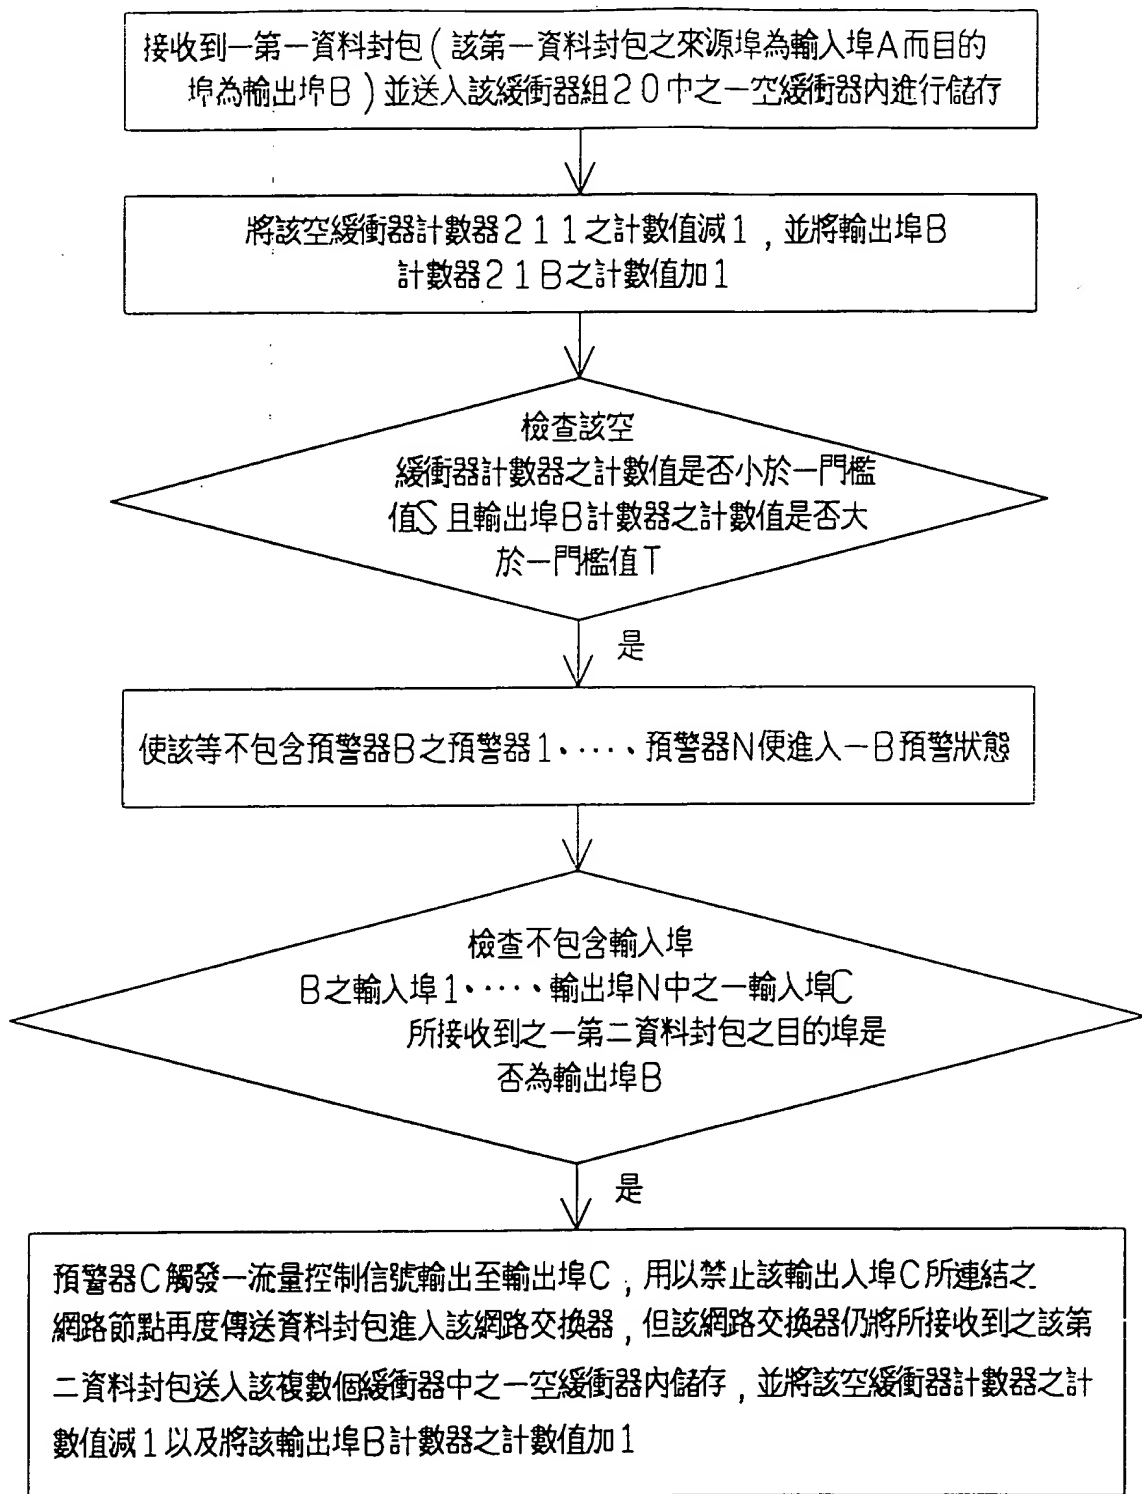 接收到一第一資料封包(該第一資料封包之來源埠為輸入埠A而目的
埠為輸出埠B)並送入該緩衝器組20中之一空緩衝器內進行儲存
將該空緩衝器計數器211之計數值減1,並將輸出埠B
計數器21B之計數值加1
檢查該空
緩衝器計數器之計數值是否小於一門檻
值S且輸出埠B計數器之計數值是否大
於一門檻值T
是
使該等不包含預警器B之預警器1、‥‥、預警器N便進入一B預警狀態
檢查不包含輸入埠
B之輸入埠1、‥‥、輸出埠N中之一輸入埠C
所接收到之一第二資料封包之目的埠是
否為輸出埠B
是
預警器C觸發一流量控制信號輸出至輸出埠C,用以禁止該輸出入埠C所連結之
網路節點再度傳送資料封包進入該網路交換器,但該網路交換器仍將所接收到之該第
二資料封包送入該複數個緩衝器中之一空緩衝器內儲存,並將該空緩衝器計數器之計
數值減1以及將該輸出埠B計數器之計數值加1